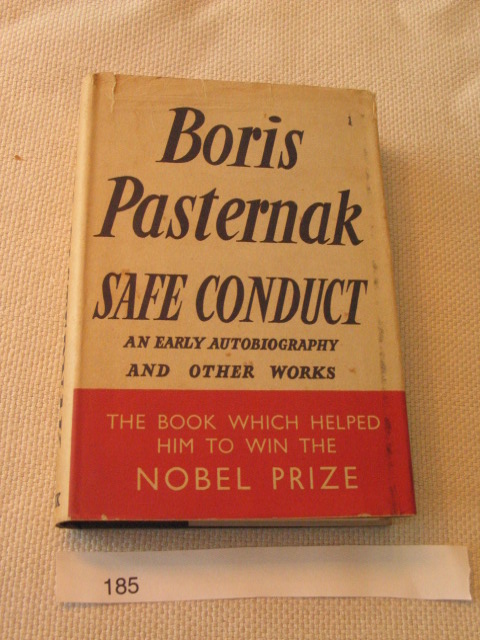 Boris
Pasternak
SAFE CONDUCT
AN EARLY AUTOBIOGRAPHY
AND OTHER WORKS
THE BOOK WHICH HELPED
HIM TO WIN THE
NOBEL PRIZE
185